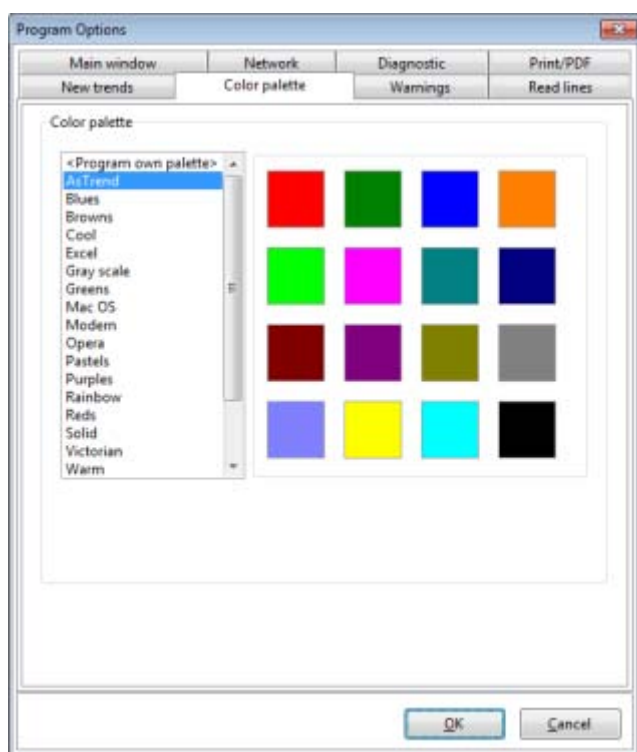 Program Options
Main window Network Diagnostic Print/PDF
New trends Color palette Warnings Read lines
Color palette
<Program own palette>
AsTrend
Blues
Browns
Cool
Excel
Gray scale
Greens
Mac OS
Modern
Opera
Pastels
Purples
Rainbow
Reds
Solid
Victorian
Warm
OK Cancel